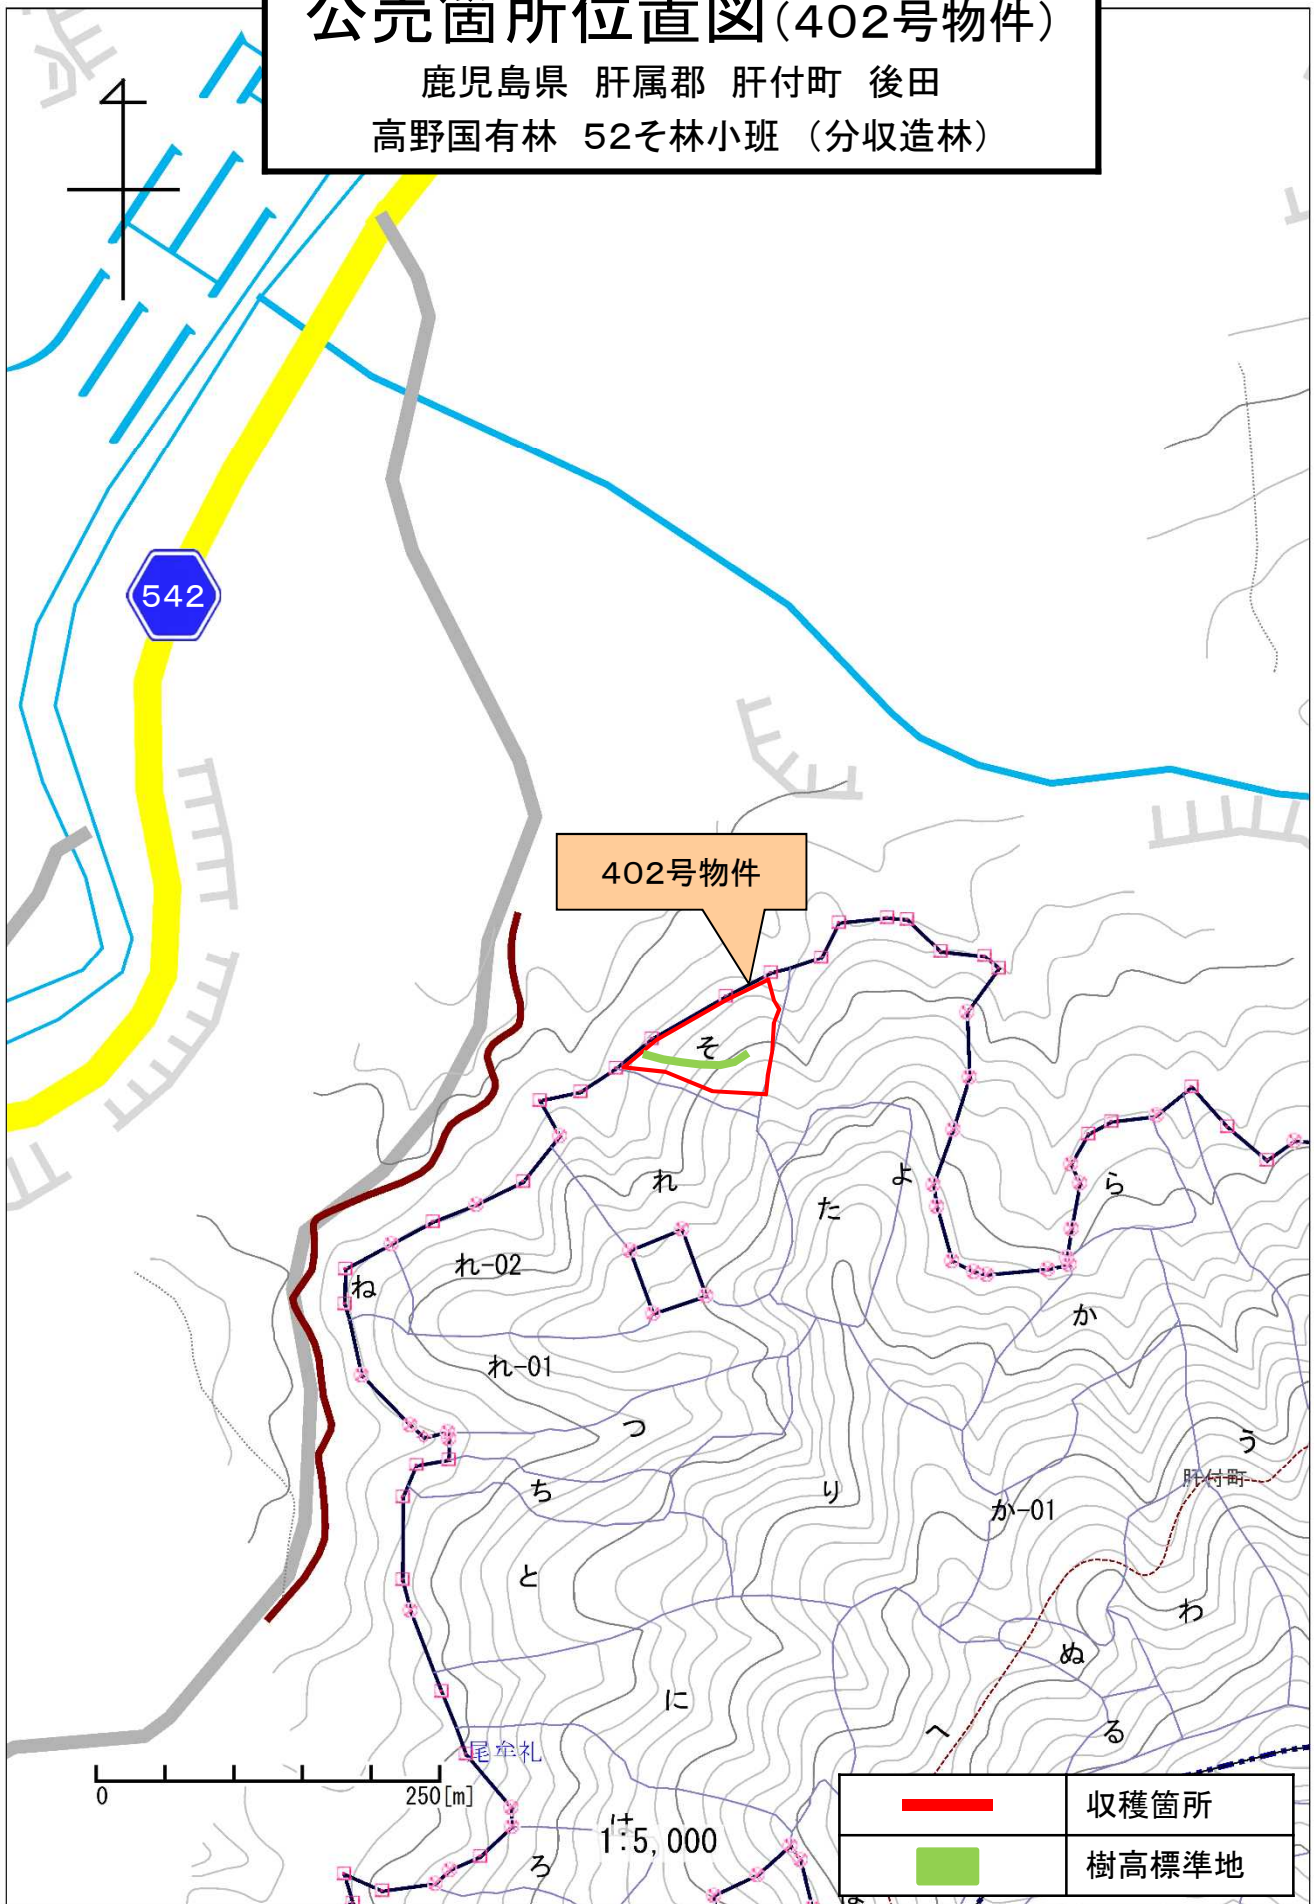 公売箇所位置図(402号物件)
鹿児島県 肝属郡 肝付町 後田
高野国有林 52そ林小班 (分収造林)
542
402号物件
そ
れ
よ
た
ら
れ-02
ね
か
れ-01
つ
う
肝付町
ち
り
か-01
と
わ
ぬ
に
へ
る
尾牟礼
0 250[m]
は
1:5,000
ろ
収穫箇所
樹高標準地